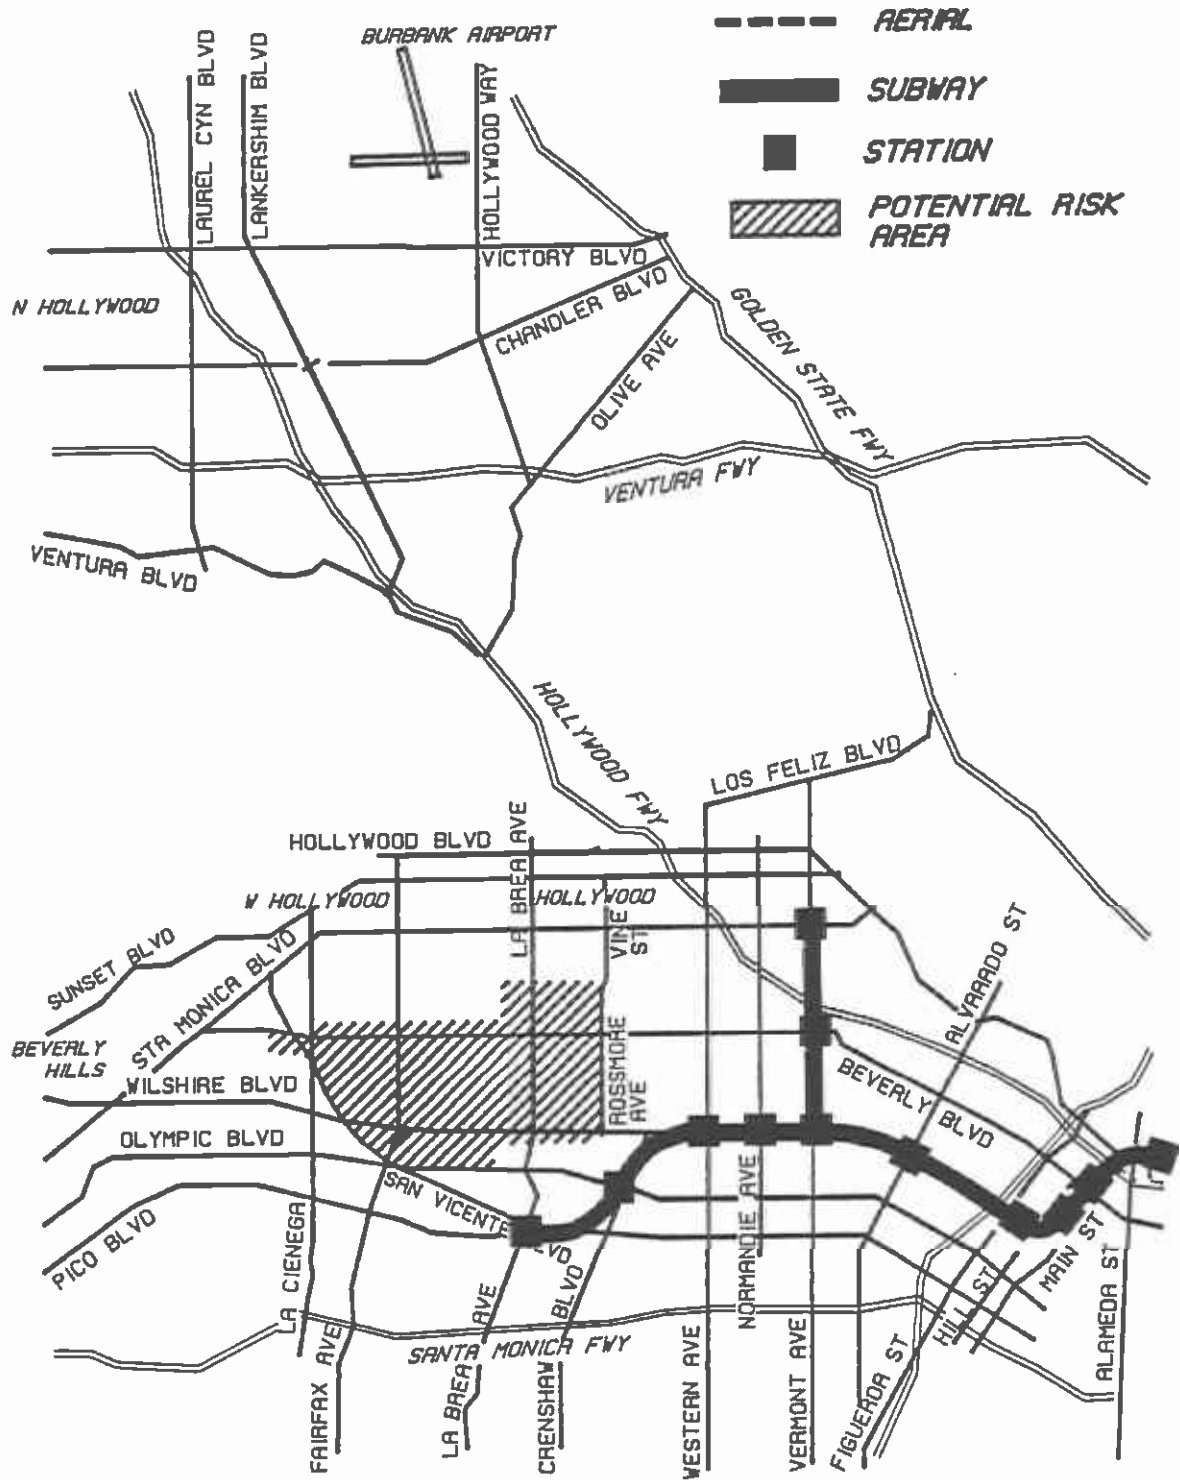 BURBANK AIRPORT
AERIAL
SUBWAY
STATION
POTENTIAL RISK
AREA
LAUREL CYN BLVD
LANKERSHIM BLVD
HOLLYWOOD WAY
VICTORY BLVD
CHANDLER BLVD
N HOLLYWOOD
OLIVE AVE
GOLDEN STATE FWY
VENTURA FWY
VENTURA BLVD
HOLLYWOOD FWY
LOS FELIZ BLVD
HOLLYWOOD BLVD
LA BREA AVE
W HOLLYWOOD
HOLLYWOOD
VINE
ST
SUNSET BLVD
STA MONICA BLVD
ALVARADO ST
BEVERLY
HILLS
WILSHIRE BLVD
ROSSMORE
AVE
BEVERLY BLVD
OLYMPIC BLVD
SAN VICENTE BLVD
PICO BLVD
LA CIENEGA
NORMANDIE AVE
MAIN ST
HILL ST
ALAMEDA ST
FAIRFAX AVE
SANTA MONICA FWY
LA BREA AVE
CRENSHAW BLVD
WESTERN AVE
VERMONT AVE
FIGUEROA ST